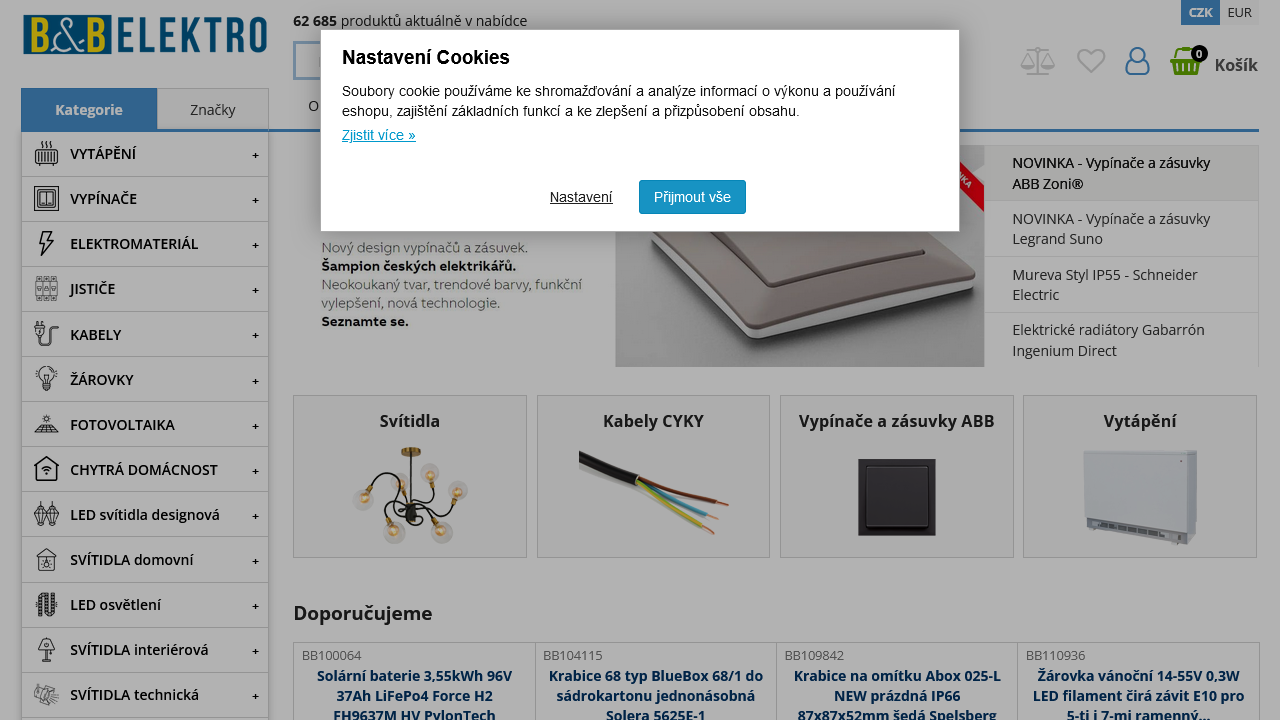 B&B ELEKTRO
62 685 produktů aktuálně v nabídce
CZK
EUR
0
Košík
Kategorie
Značky
O
Nastavení Cookies
Soubory cookie používáme ke shromažďování a analýze informací o výkonu a používání
eshopu, zajištění základních funkcí a ke zlepšení a přizpůsobení obsahu.
Zjistit více »
Nastavení
Přijmout vše
VYTÁPĚNÍ +
VYPÍNAČE +
ELEKTROMATERIÁL +
JISTIČE +
KABELY +
ŽÁROVKY +
FOTOVOLTAIKA +
CHYTRÁ DOMÁCNOST +
LED svítidla designová +
SVÍTIDLA domovní +
LED osvětlení +
SVÍTIDLA interiérová +
SVÍTIDLA technická +
Nový design vypínačů a zásuvek.
Šampion českých elektrikářů.
Neokoukaný tvar, trendové barvy, funkční
vylepšení, nová technologie.
Seznamte se.
NOVINKA - Vypínače a zásuvky
ABB Zoni®
NOVINKA - Vypínače a zásuvky
Legrand Suno
Mureva Styl IP55 - Schneider
Electric
Elektrické radiátory Gabarrón
Ingenium Direct
Svítidla
Kabely CYKY
Vypínače a zásuvky ABB
Vytápění
Doporučujeme
BB100064
Solární baterie 3,55kWh 96V
37Ah LiFePo4 Force H2
FH9637M HV PylonTech
BB104115
Krabice 68 typ BlueBox 68/1 do
sádrokartonu jednonásobná
Solera 5625E-1
BB109842
Krabice na omítku Abox 025-L
NEW prázdná IP66
87x87x52mm šedá Spelsberg
BB110936
Žárovka vánoční 14-55V 0,3W
LED filament čirá závit E10 pro
5-ti i 7-mi ramenný...